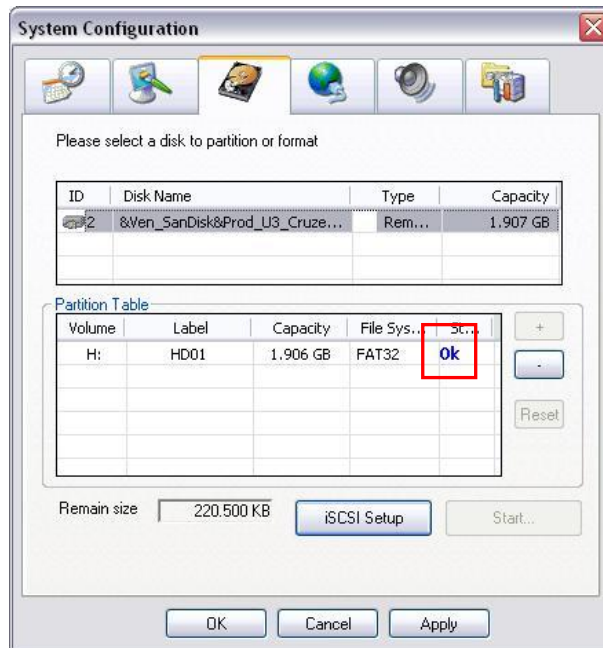 System Configuration
Please select a disk to partition or format
ID Disk Name Type Capacity
2 &Ven_SanDisk&Prod_U3_Cruze... Rem... 1.907 GB
Partition Table
Volume Label Capacity File Sys... St...
H: HD01 1.906 GB FAT32 Ok
+
-
Reset
Remain size 220.500 KB iSCSI Setup Start...
OK Cancel Apply